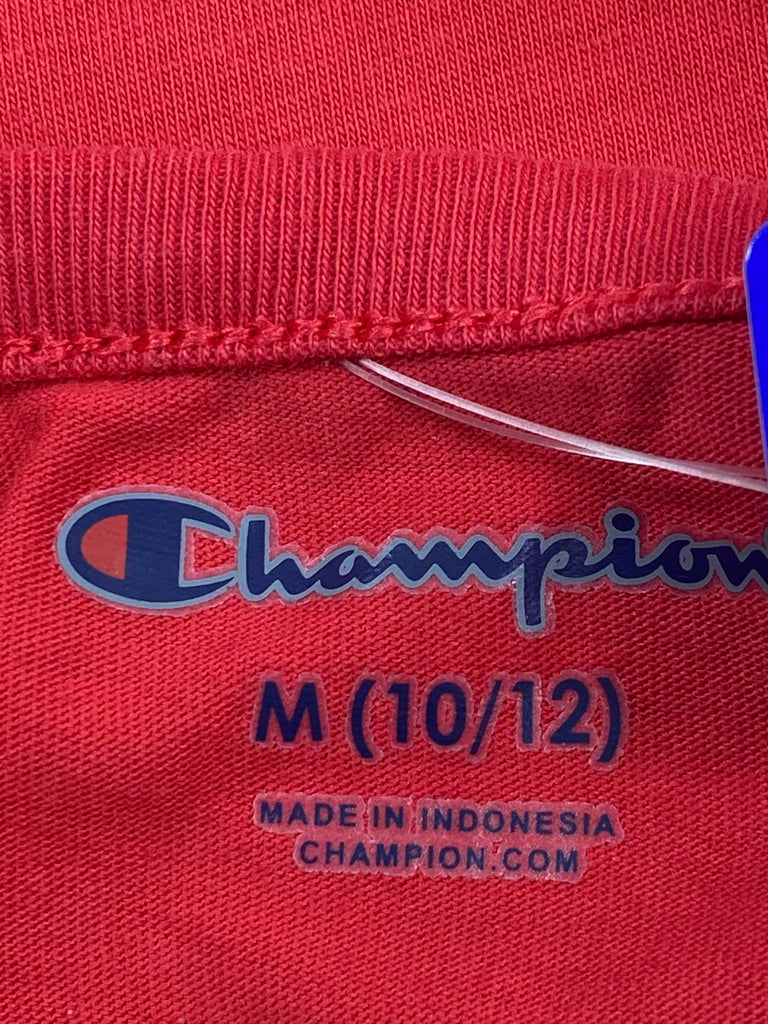 Champion
M (10/12)
MADE IN INDONESIA
CHAMPION.COM